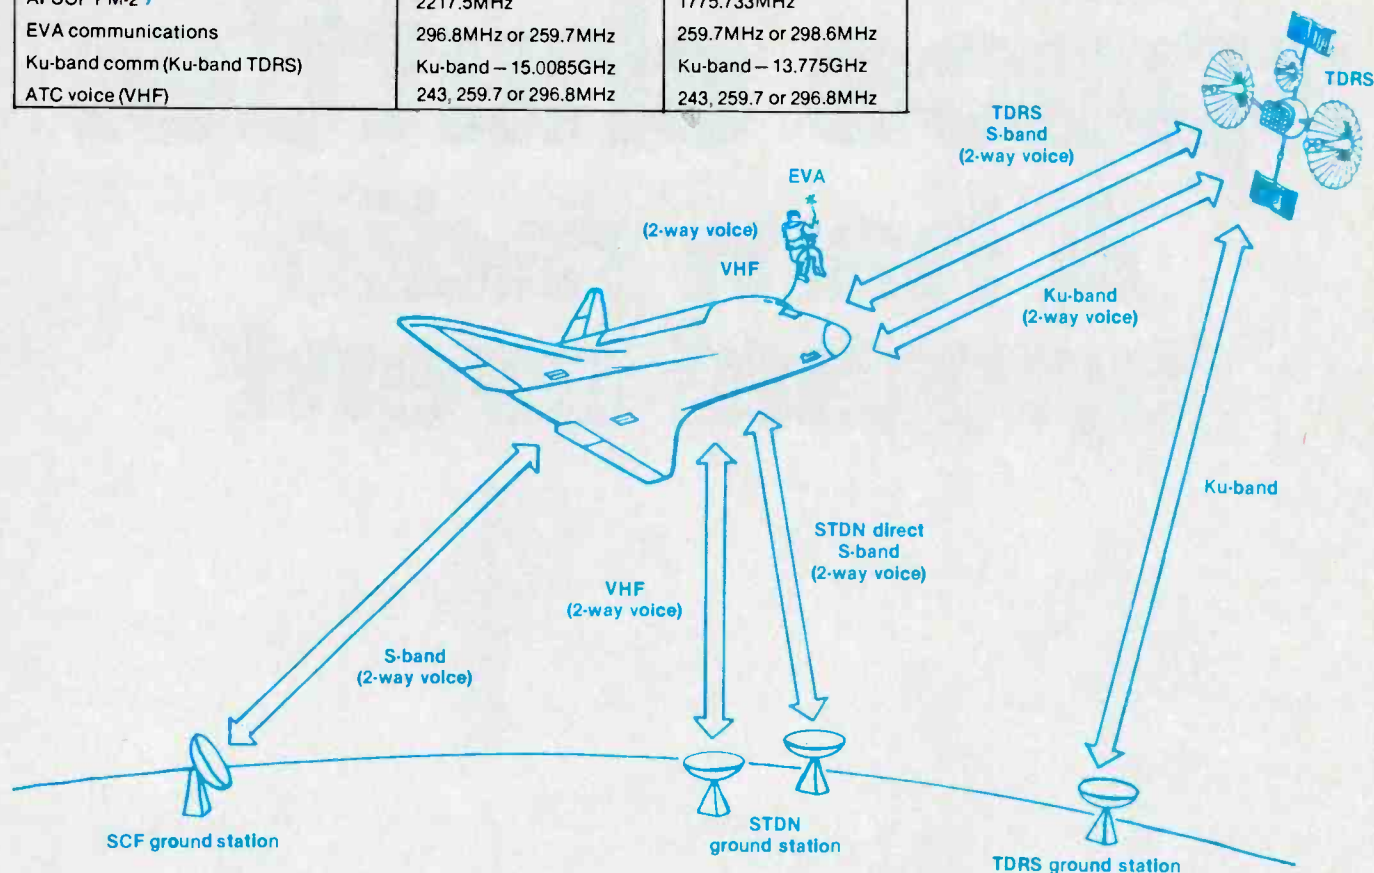 2217.5MHz 1775.733MHz
EVA communications 296.8MHz or 259.7MHz 259.7MHz or 298.6MHz
Ku-band comm (Ku-band TDRS) Ku-band – 15.0085GHz Ku-band – 13.775GHz
ATC voice (VHF) 243, 259.7 or 296.8MHz 243, 259.7 or 296.8MHz
TDRS
TDRS
S-band
(2-way voice)
EVA
(2-way voice)
VHF
Ku-band
(2-way voice)
Ku-band
STDN direct
S-band
(2-way voice)
VHF
(2-way voice)
S-band
(2-way voice)
SCF ground station
STDN
ground station
TDRS ground station